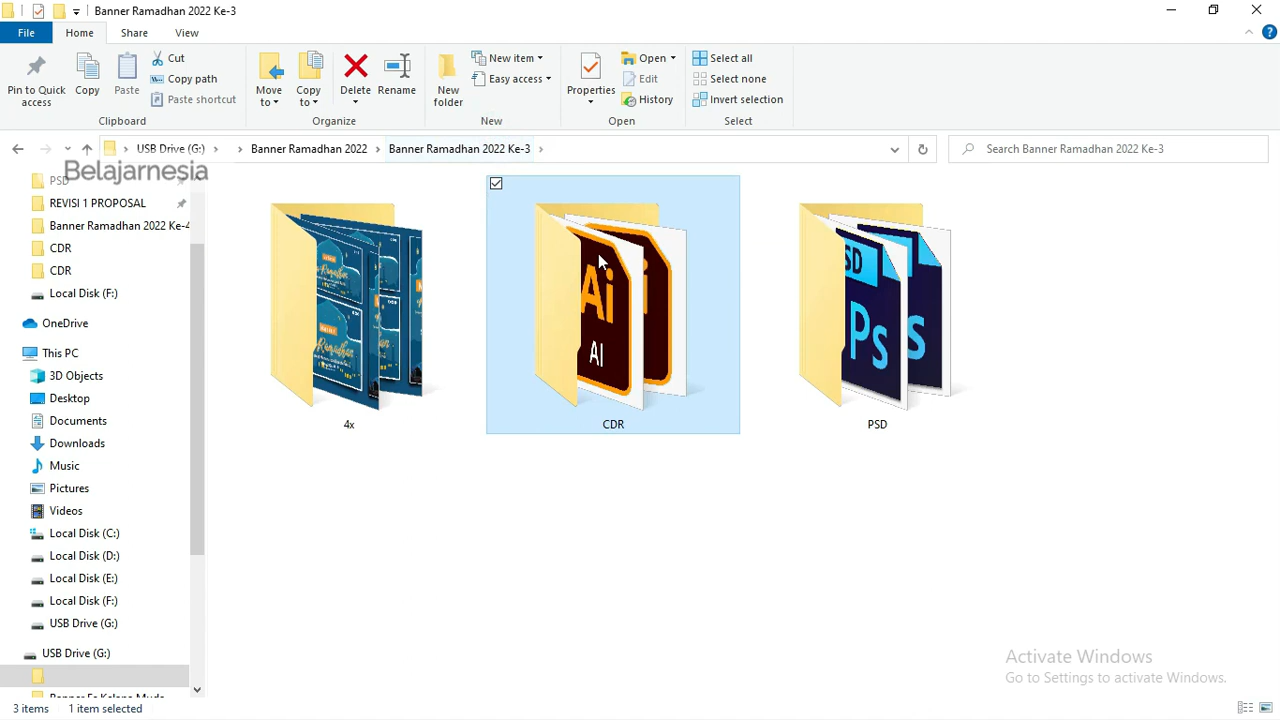 Banner Ramadhan 2022 Ke-3
File
Home
Share
View
Pin to Quick access
Copy
Paste
Cut
Copy path
Paste shortcut
Clipboard
Move to
Copy to
Delete
Rename
Organize
New folder
New item
Easy access
New
Properties
Open
Edit
History
Open
Select all
Select none
Invert selection
Select
USB Drive (G:)
Banner Ramadhan 2022
Banner Ramadhan 2022 Ke-3
Search Banner Ramadhan 2022 Ke-3
Belajarnesia
PSD
REVISI 1 PROPOSAL
Banner Ramadhan 2022 Ke-4
CDR
CDR
Local Disk (F:)
OneDrive
This PC
3D Objects
Desktop
Documents
Downloads
Music
Pictures
Videos
Local Disk (C:)
Local Disk (D:)
Local Disk (E:)
Local Disk (F:)
USB Drive (G:)
USB Drive (G:)
Ai
AI
PSD
Ps
4x
CDR
PSD
Activate Windows
Go to Settings to activate Windows.
3 items
1 item selected